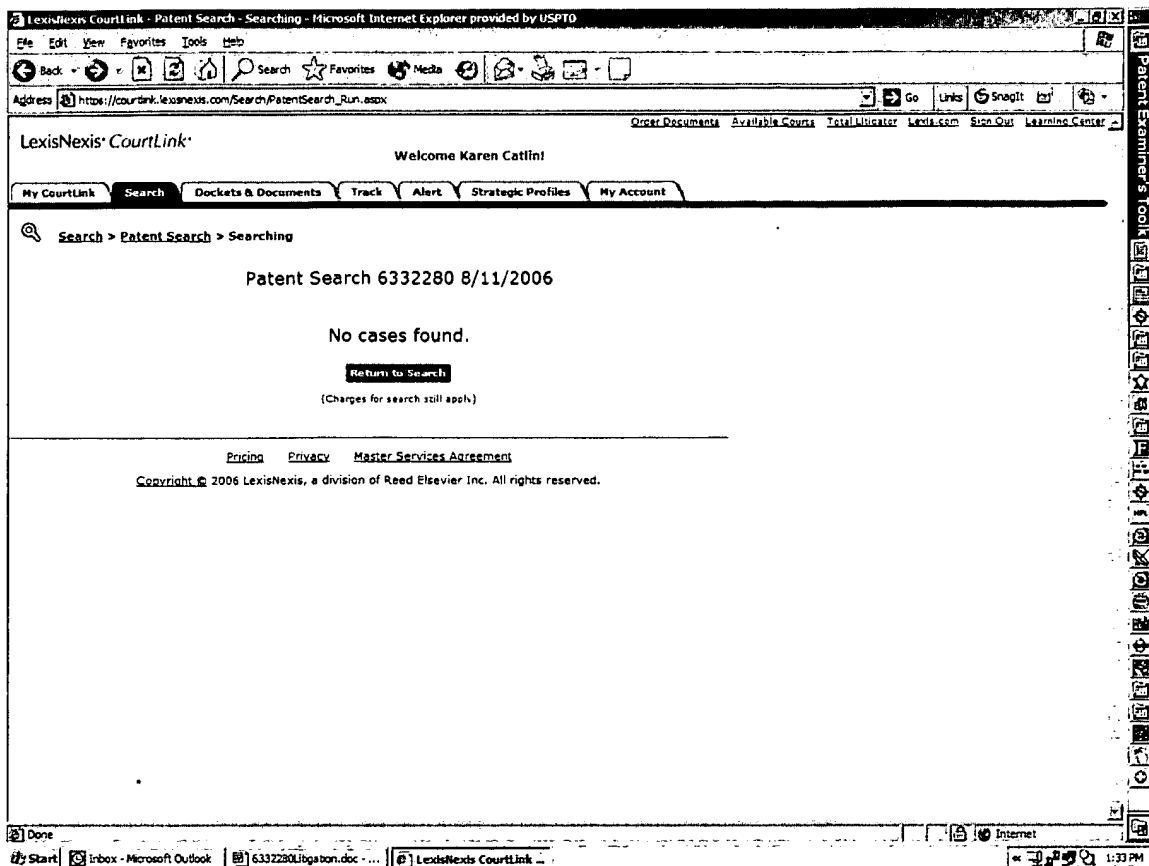 LexisNexis CourtLink - Patent Search - Searching - Microsoft Internet Explorer provided by USPTO
File Edit View Favorites Tools Help
Back Search Favorites Media
Address https://courtlink.lexisnexis.com/Search/PatentSearch_Run.aspx Go Links SnagIt
Order Documents Available Courts Total Litigator Lexis.com Sign Out Learning Center
LexisNexis CourtLink
Welcome Karen Catlin!
My CourtLink Search Dockets & Documents Track Alert Strategic Profiles My Account
Search > Patent Search > Searching
Patent Search 6332280 8/11/2006
No cases found.
Return to Search
(Charges for search still apply)
Pricing Privacy Master Services Agreement
Copyright © 2006 LexisNexis, a division of Reed Elsevier Inc. All rights reserved.
Done Internet
Start Inbox - Microsoft Outlook 6332280Litigation.doc - ... LexisNexis CourtLink ... 1:33 PM
Patent Examiner's Toolk